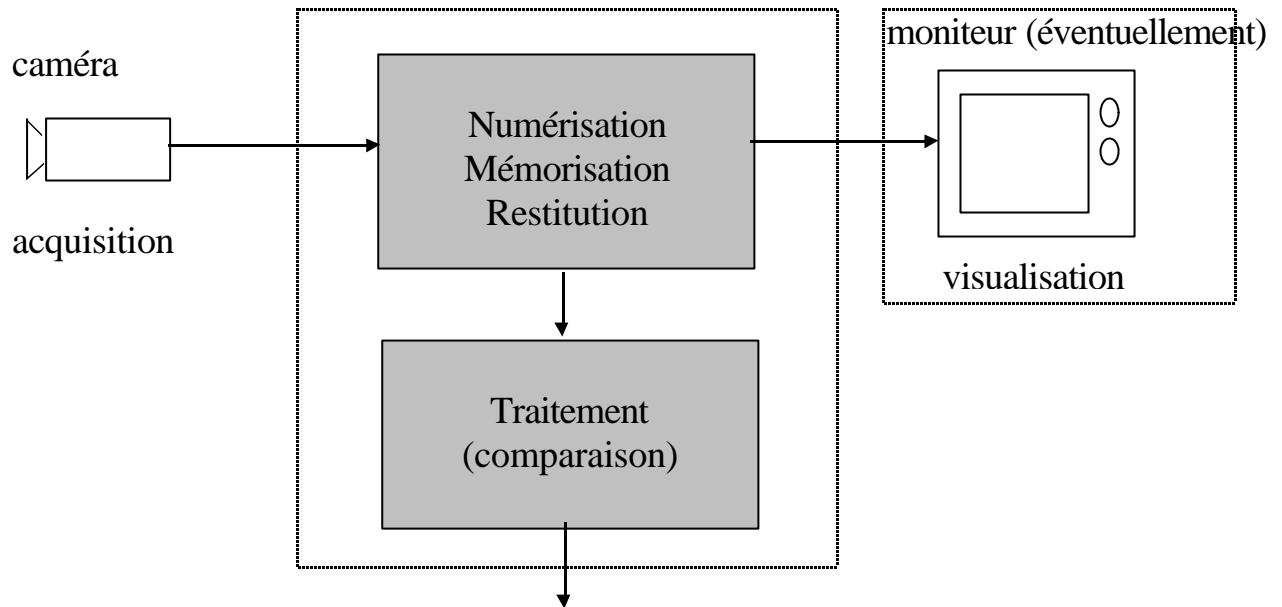 caméra
acquisition
Numérisation
Mémorisation
Restitution
Traitement
(comparaison)
moniteur (éventuellement)
visualisation